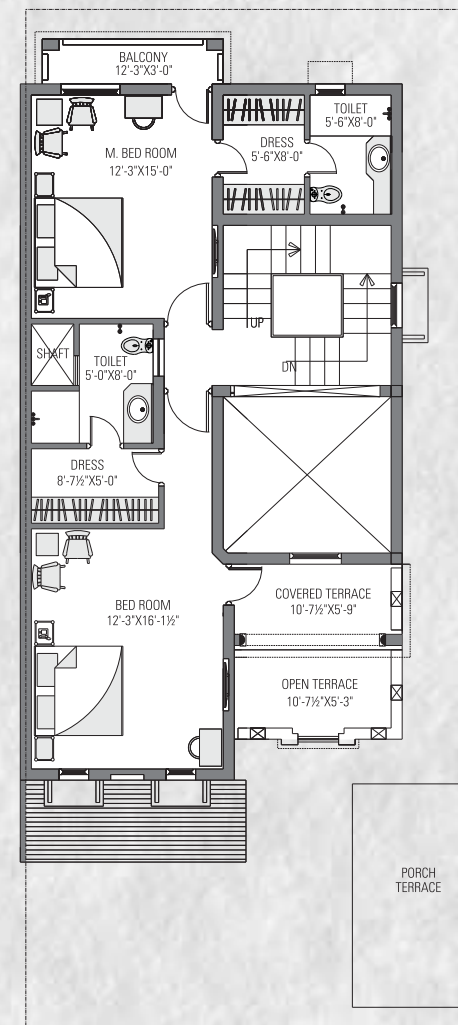 BALCONY
12'-3"X3'-0"
TOILET
5'-6"X8'-0"
DRESS
5'-6"X8'-0"
M. BED ROOM
12'-3"X15'-0"
UP
DN
SHAFT
TOILET
5'-0"X8'-0"
DRESS
8'-7½"X5'-0"
BED ROOM
12'-3"X16'-1½"
COVERED TERRACE
10'-7½"X5'-9"
OPEN TERRACE
10'-7½"X5'-3"
PORCH
TERRACE